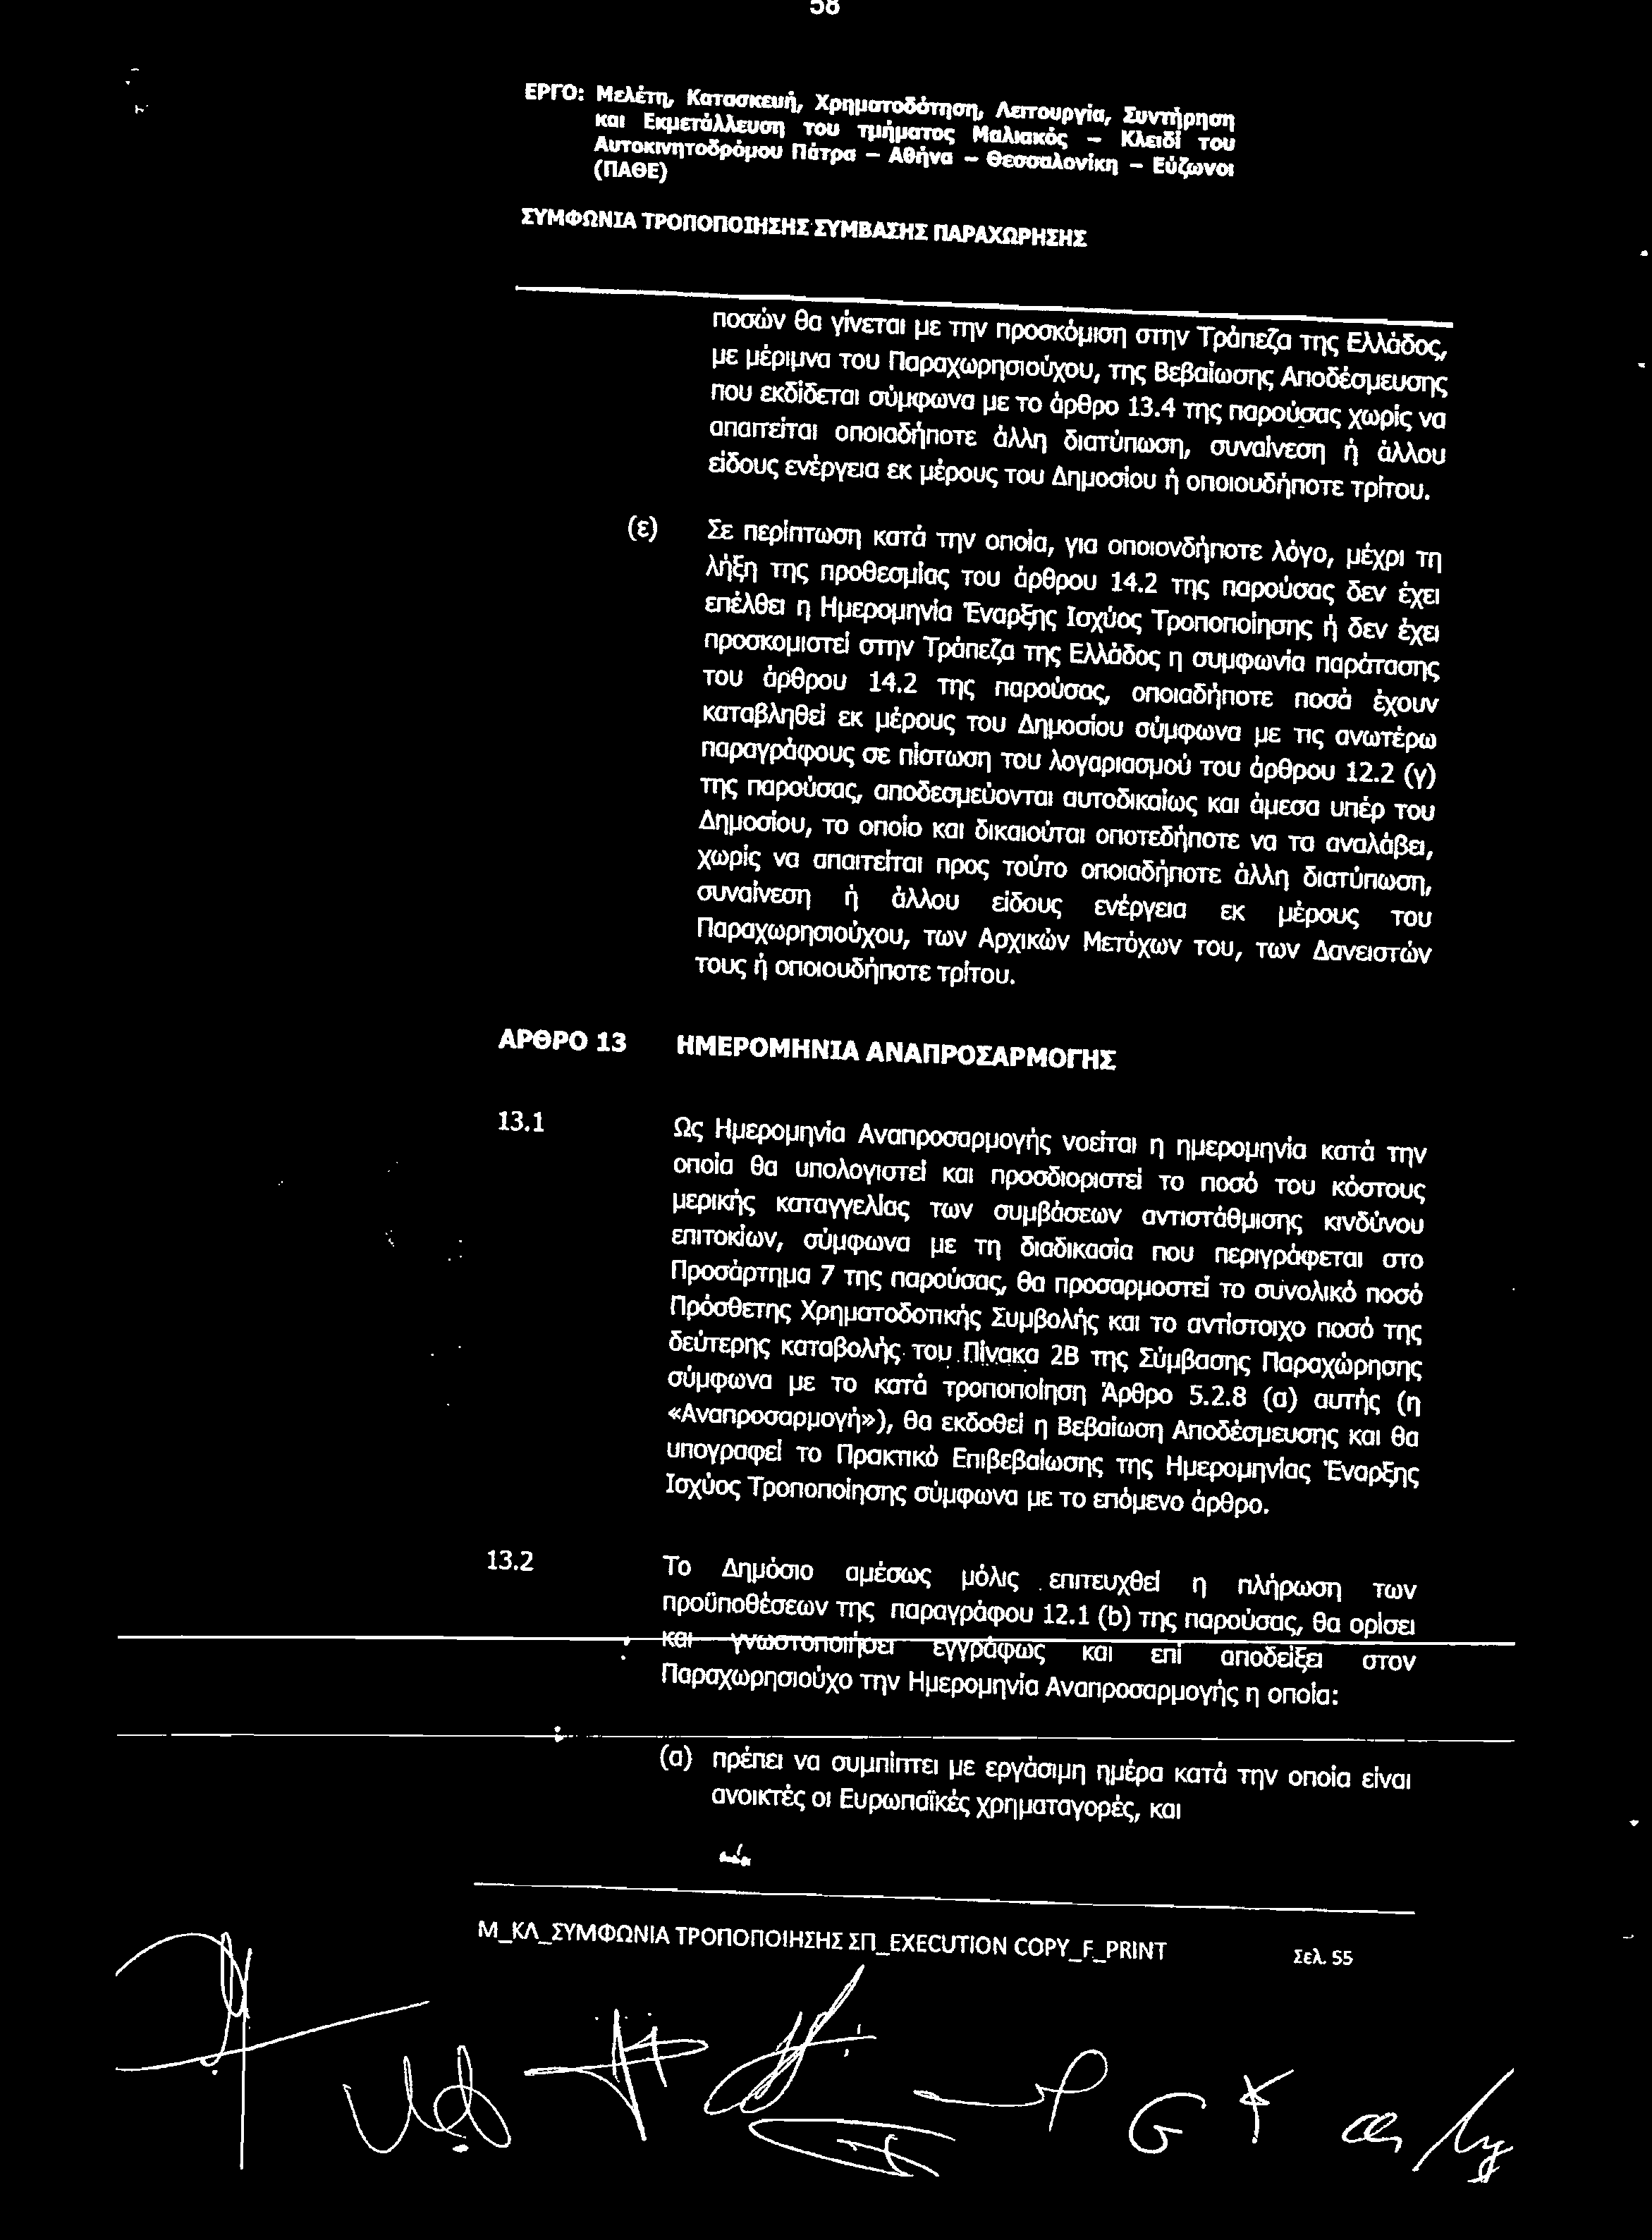 58
ΕΡΓΟ: Μελέτη, Κατασκευή, Χρηματοδότηση, Λειτουργία, Συντήρηση
και Εκμετάλλευση του τμήματος Μαλιακός – Κλειδί του
Αυτοκινητοδρόμου Πάτρα – Αθήνα – Θεσσαλονίκη – Εύζωνοι
(ΠΑΘΕ)
ΣΥΜΦΩΝΙΑ ΤΡΟΠΟΠΟΙΗΣΗΣ ΣΥΜΒΑΣΗΣ ΠΑΡΑΧΩΡΗΣΗΣ
ποσών θα γίνεται με την προσκόμιση στην Τράπεζα της Ελλάδος,
με μέριμνα του Παραχωρησιούχου, της Βεβαίωσης Αποδέσμευσης
που εκδίδεται σύμφωνα με το άρθρο 13.4 της παρούσας χωρίς να
απαιτείται οποιαδήποτε άλλη διατύπωση, συναίνεση ή άλλου
είδους ενέργεια εκ μέρους του Δημοσίου ή οποιουδήποτε τρίτου.
(ε) Σε περίπτωση κατά την οποία, για οποιονδήποτε λόγο, μέχρι τη
λήξη της προθεσμίας του άρθρου 14.2 της παρούσας δεν έχει
επέλθει η Ημερομηνία Έναρξης Ισχύος Τροποποίησης ή δεν έχει
προσκομιστεί στην Τράπεζα της Ελλάδος η συμφωνία παράτασης
του άρθρου 14.2 της παρούσας, οποιαδήποτε ποσά έχουν
καταβληθεί εκ μέρους του Δημοσίου σύμφωνα με τις ανωτέρω
παραγράφους σε πίστωση του λογαριασμού του άρθρου 12.2 (γ)
της παρούσας, αποδεσμεύονται αυτοδικαίως και άμεσα υπέρ του
Δημοσίου, το οποίο και δικαιούται οποτεδήποτε να τα αναλάβει,
χωρίς να απαιτείται προς τούτο οποιαδήποτε άλλη διατύπωση,
συναίνεση ή άλλου είδους ενέργεια εκ μέρους του
Παραχωρησιούχου, των Αρχικών Μετόχων του, των Δανειστών
τους ή οποιουδήποτε τρίτου.
ΑΡΘΡΟ 13 ΗΜΕΡΟΜΗΝΙΑ ΑΝΑΠΡΟΣΑΡΜΟΓΗΣ
13.1 Ως Ημερομηνία Αναπροσαρμογής νοείται η ημερομηνία κατά την
οποία θα υπολογιστεί και προσδιοριστεί το ποσό του κόστους
μερικής καταγγελίας των συμβάσεων αντιστάθμισης κινδύνου
επιτοκίων, σύμφωνα με τη διαδικασία που περιγράφεται στο
Προσάρτημα 7 της παρούσας, θα προσαρμοστεί το συνολικό ποσό
Πρόσθετης Χρηματοδοτικής Συμβολής και το αντίστοιχο ποσό της
δεύτερης καταβολής του Πίνακα 2Β της Σύμβασης Παραχώρησης
σύμφωνα με το κατά τροποποίηση Άρθρο 5.2.8 (α) αυτής (η
«Αναπροσαρμογή»), θα εκδοθεί η Βεβαίωση Αποδέσμευσης και θα
υπογραφεί το Πρακτικό Επιβεβαίωσης της Ημερομηνίας Έναρξης
Ισχύος Τροποποίησης σύμφωνα με το επόμενο άρθρο.
13.2 Το Δημόσιο αμέσως μόλις επιτευχθεί η πλήρωση των
προϋποθέσεων της παραγράφου 12.1 (b) της παρούσας, θα ορίσει
και γνωστοποιήσει εγγράφως και επί αποδείξει στον
Παραχωρησιούχο την Ημερομηνία Αναπροσαρμογής η οποία:
(α) πρέπει να συμπίπτει με εργάσιμη ημέρα κατά την οποία είναι
ανοικτές οι Ευρωπαϊκές χρηματαγορές, και
Μ_ΚΛ_ΣΥΜΦΩΝΙΑ ΤΡΟΠΟΠΟΙΗΣΗΣ ΣΠ_EXECUTION COPY_F_PRINT Σελ. 55